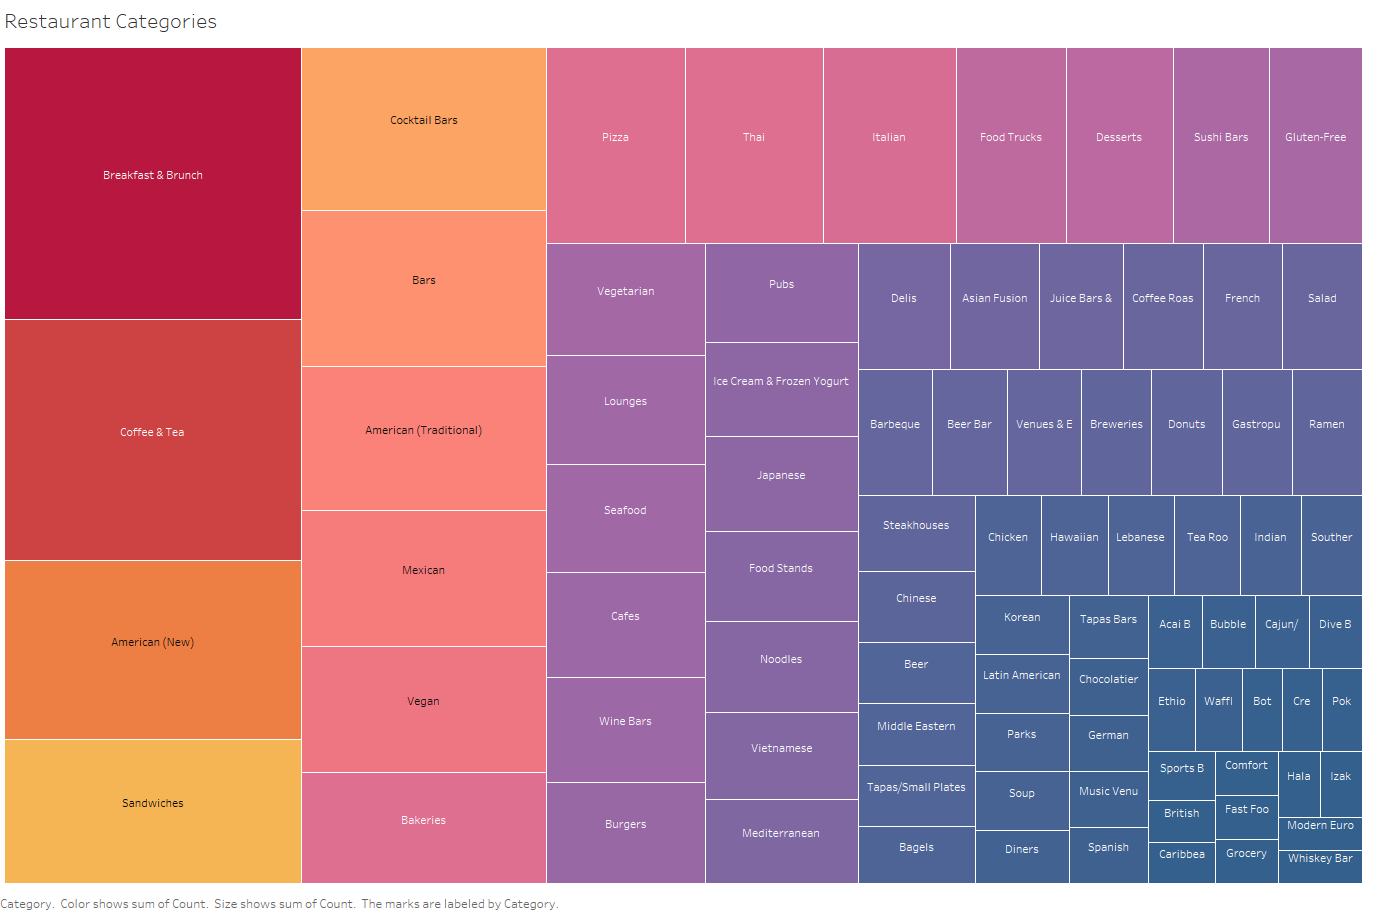 Restaurant Categories
Breakfast & Brunch
Coffee & Tea
American (New)
Sandwiches
Cocktail Bars
Bars
American (Traditional)
Mexican
Vegan
Bakeries
Pizza
Thai
Italian
Food Trucks
Desserts
Sushi Bars
Gluten-Free
Vegetarian
Lounges
Seafood
Cafes
Wine Bars
Burgers
Pubs
Ice Cream & Frozen Yogurt
Japanese
Food Stands
Noodles
Vietnamese
Mediterranean
Delis
Asian Fusion
Juice Bars &
Coffee Roas
French
Salad
Barbeque
Beer Bar
Venues & E
Breweries
Donuts
Gastropu
Ramen
Steakhouses
Chinese
Beer
Middle Eastern
Tapas/Small Plates
Bagels
Chicken
Hawaiian
Lebanese
Tea Roo
Indian
Souther
Korean
Latin American
Parks
Soup
Diners
Tapas Bars
Chocolatier
German
Music Venu
Spanish
Acai B
Bubble
Cajun/
Dive B
Ethio
Waffl
Bot
Cre
Pok
Sports B
British
Caribbea
Comfort
Fast Foo
Grocery
Hala
Izak
Modern Euro
Whiskey Bar
Category.  Color shows sum of Count.  Size shows sum of Count.  The marks are labeled by Category.